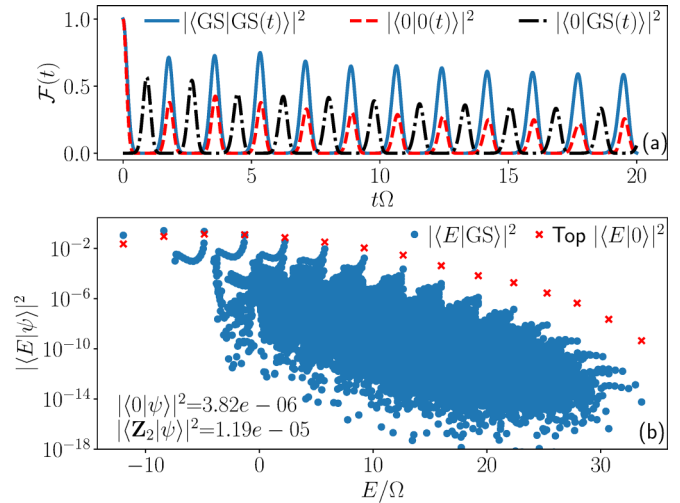 |⟨GS|GS(t)⟩|² |⟨0|0(t)⟩|² |⟨0|GS(t)⟩|²
1.0
0.5
0.0
F(t)
(a)
0 5 10 15 20
tΩ
|⟨E|GS⟩|² Top |⟨E|0⟩|²
10⁻²
10⁻⁶
10⁻¹⁰
10⁻¹⁴
10⁻¹⁸
|⟨E|ψ⟩|²
|⟨0|ψ⟩|²=3.82e − 06
|⟨Z₂|ψ⟩|²=1.19e − 05
(b)
−10 0 10 20 30
E/Ω